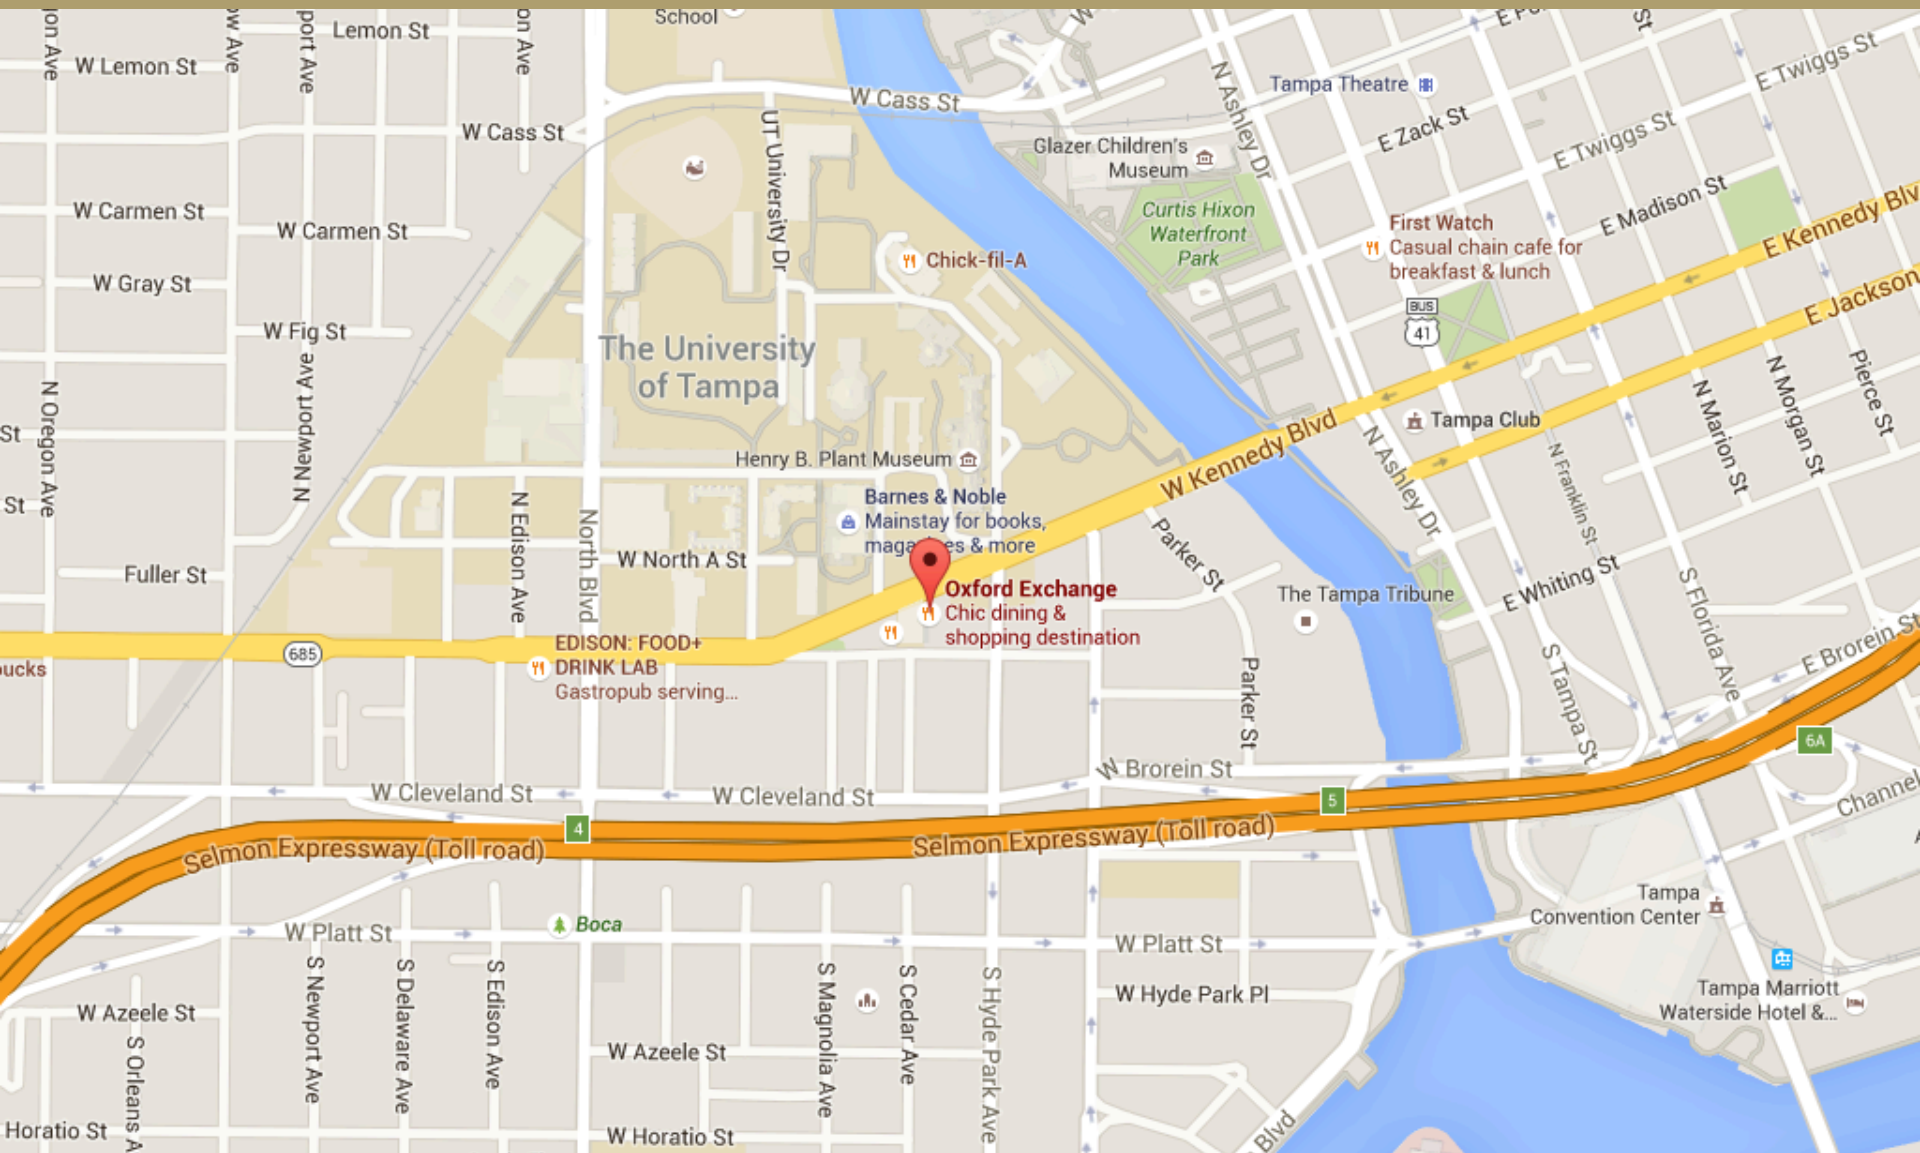 School
Lemon St
W Lemon St
W Cass St
W Cass St
UT University Dr
N Ashley Dr
Tampa Theatre
E Zack St
E Twiggs St
E Twiggs St
Glazer Children's
Museum
W Carmen St
W Carmen St
Curtis Hixon
Waterfront
Park
E Madison St
First Watch
Casual chain cafe for
breakfast & lunch
E Kennedy Blv
Chick-fil-A
W Gray St
W Fig St
BUS
41
E Jackson
The University
of Tampa
N Oregon Ave
N Newport Ave
St
Pierce St
N Morgan St
N Marion St
Tampa Club
W Kennedy Blvd
N Ashley Dr
N Franklin St
Henry B. Plant Museum
Barnes & Noble
Mainstay for books,
magazines & more
St
N Edison Ave
North Blvd
W North A St
Fuller St
Parker St
Oxford Exchange
Chic dining &
shopping destination
The Tampa Tribune
E Whiting St
S Florida Ave
E Brorein St
685
EDISON: FOOD+
DRINK LAB
Gastropub serving...
ucks
Parker St
S Tampa St
6A
W Brorein St
W Cleveland St
W Cleveland St
5
4
Channel
Selmon Expressway (Toll road)
Selmon Expressway (Toll road)
Tampa
Convention Center
Boca
W Platt St
W Platt St
W Hyde Park Pl
Tampa Marriott
Waterside Hotel &...
W Azeele St
W Azeele St
S Orleans A
S Newport Ave
S Delaware Ave
S Edison Ave
S Magnolia Ave
S Cedar Ave
S Hyde Park Ave
Horatio St
W Horatio St
Blvd